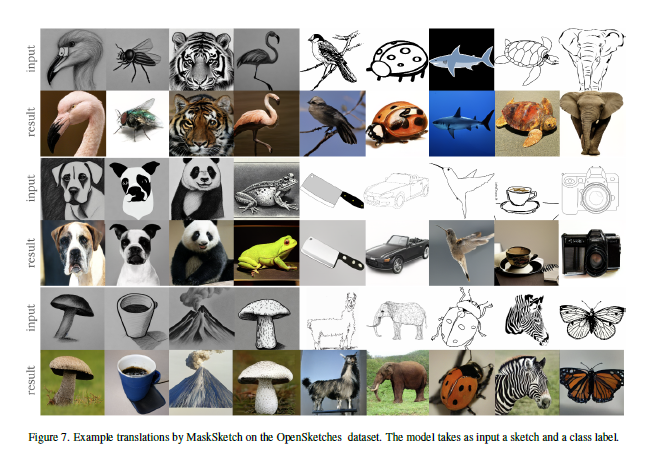 input
result
input
result
input
result
Figure 7. Example translations by MaskSketch on the OpenSketches dataset. The model takes as input a sketch and a class label.